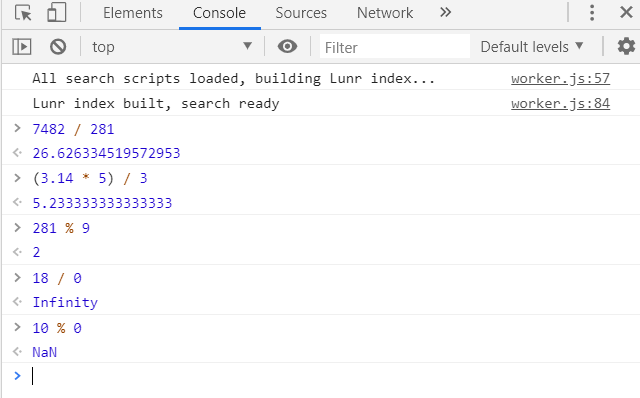 Elements Console Sources Network
top Filter Default levels
All search scripts loaded, building Lunr index... worker.js:57
Lunr index built, search ready worker.js:84
> 7482 / 281
26.626334519572953
> (3.14 * 5) / 3
5.233333333333333
> 281 % 9
2
> 18 / 0
Infinity
> 10 % 0
NaN
>